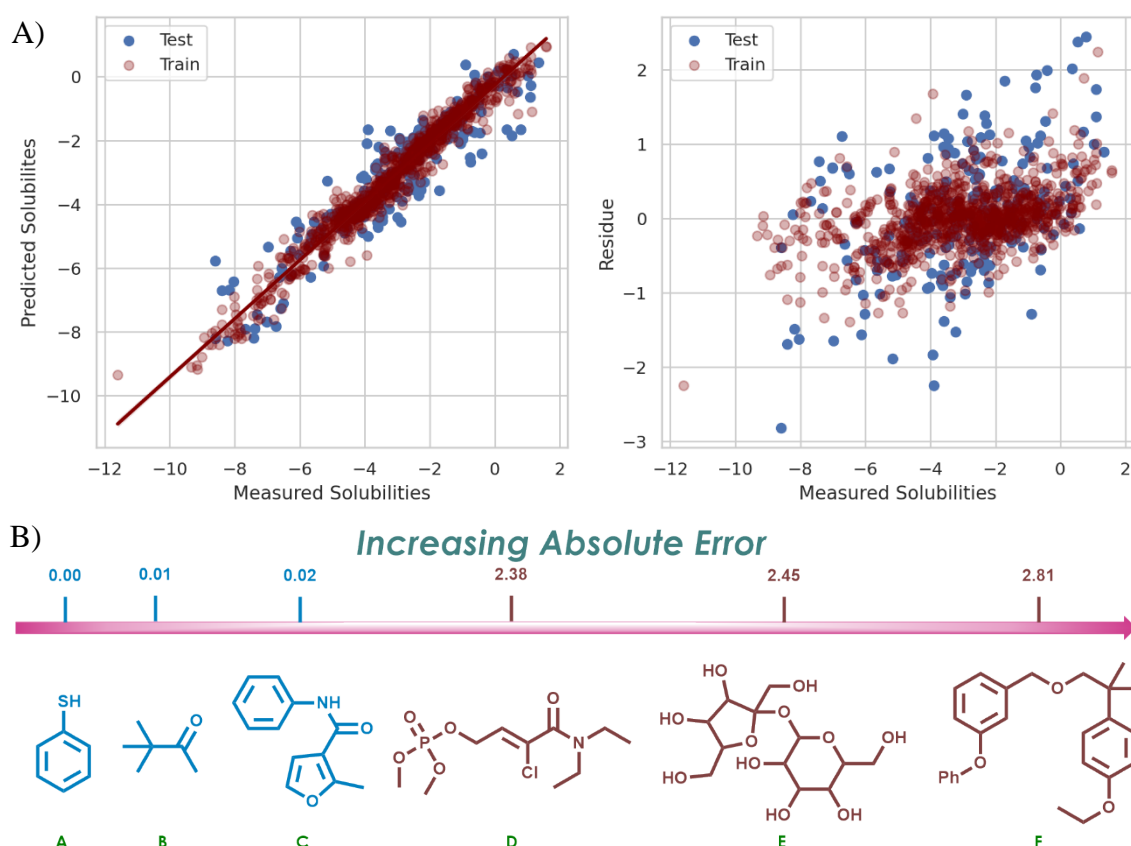 A)
Test
Train
0
−2
−4
−6
−8
−10
Predicted Solubilites
−12 −10 −8 −6 −4 −2 0 2
Measured Solubilities
Test
Train
2
1
0
−1
−2
−3
Residue
−12 −10 −8 −6 −4 −2 0 2
Measured Solubilities
B)
Increasing Absolute Error
0.00 0.01 0.02 2.38 2.45 2.81
SH
O
NH
O
O
O
P
O
O
O
O
N
Cl
HO
HO
OH
O
O
HO
O
HO
OH
HO
OH
O
O
Ph
O
A B C D E F